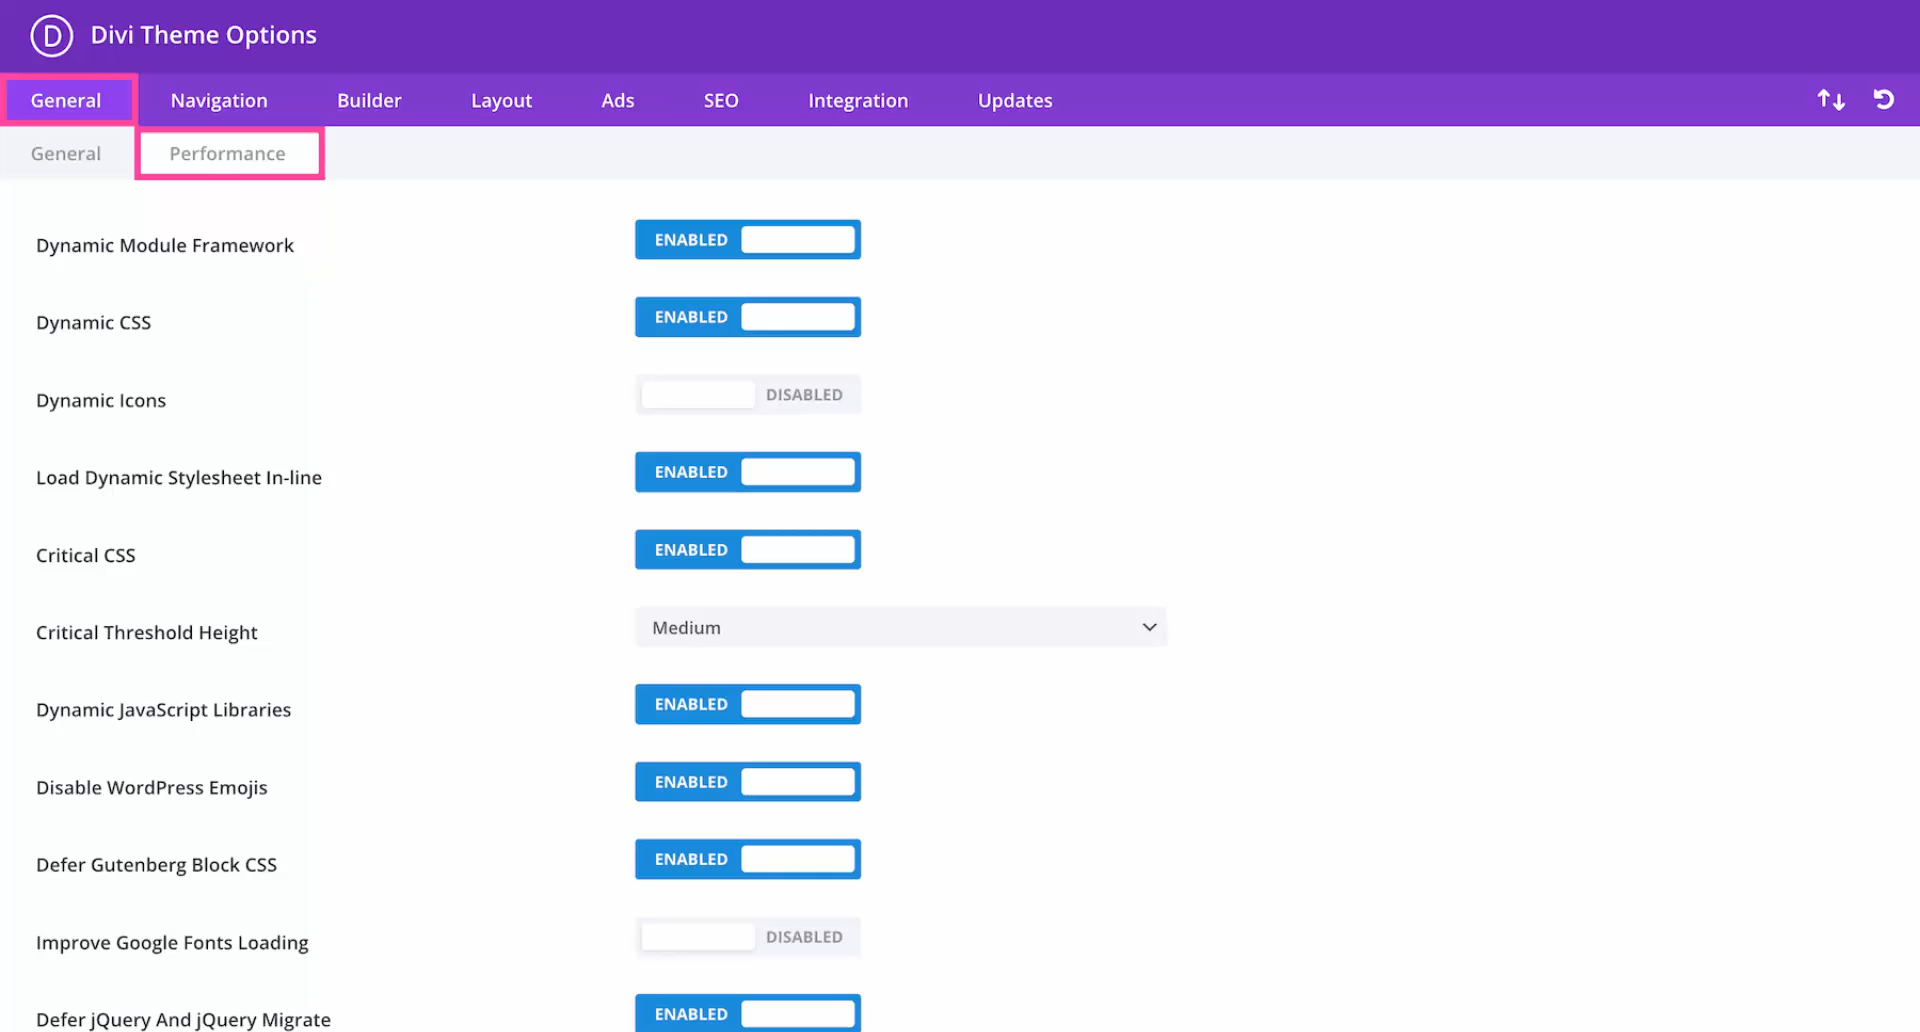 D Divi Theme Options
General Navigation Builder Layout Ads SEO Integration Updates
General Performance
Dynamic Module Framework ENABLED
Dynamic CSS ENABLED
Dynamic Icons DISABLED
Load Dynamic Stylesheet In-line ENABLED
Critical CSS ENABLED
Critical Threshold Height Medium
Dynamic JavaScript Libraries ENABLED
Disable WordPress Emojis ENABLED
Defer Gutenberg Block CSS ENABLED
Improve Google Fonts Loading DISABLED
Defer jQuery And jQuery Migrate ENABLED